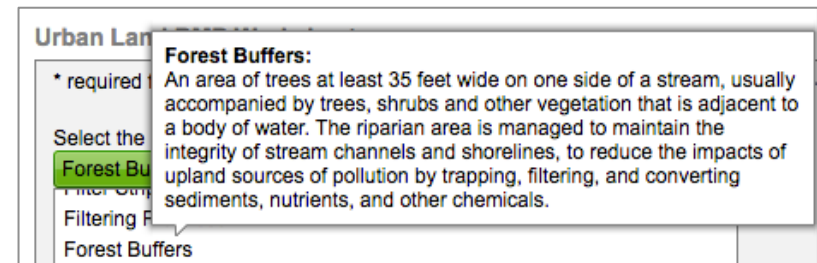 Urban Lan
Forest Buffers:
An area of trees at least 35 feet wide on one side of a stream, usually
accompanied by trees, shrubs and other vegetation that is adjacent to
a body of water. The riparian area is managed to maintain the
integrity of stream channels and shorelines, to reduce the impacts of
upland sources of pollution by trapping, filtering, and converting
sediments, nutrients, and other chemicals.
* required
Select the
Forest Bu
Filtering
Forest Buffers